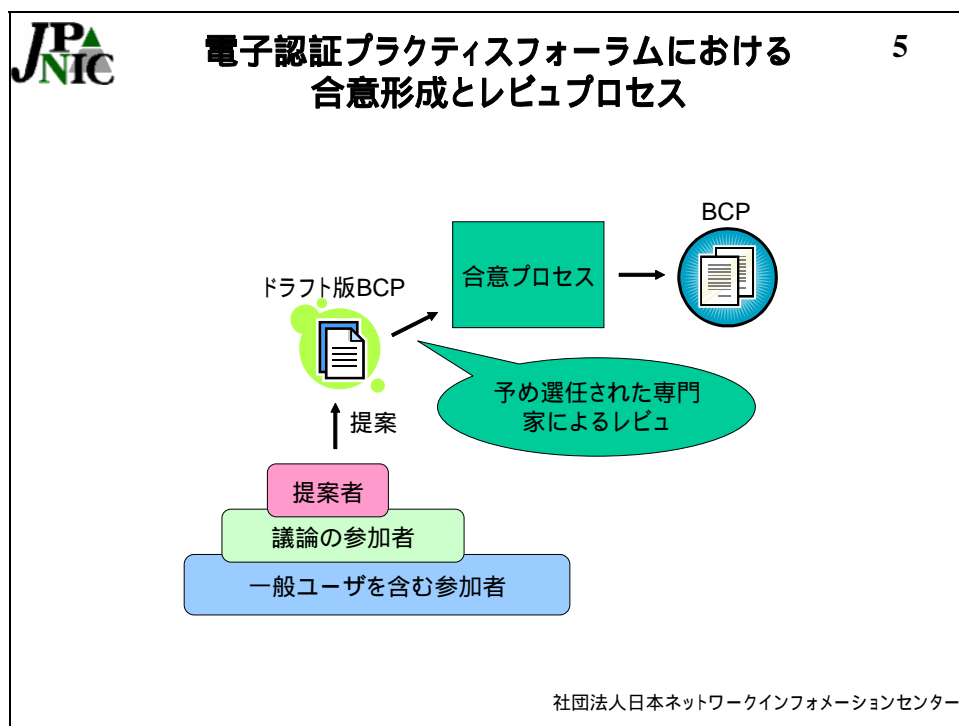 JPNIC
電子認証プラクティスフォーラムにおける
合意形成とレビュプロセス
5
BCP
合意プロセス
ドラフト版BCP
予め選任された専門
家によるレビュ
提案
提案者
議論の参加者
一般ユーザを含む参加者
社団法人日本ネットワークインフォメーションセンター